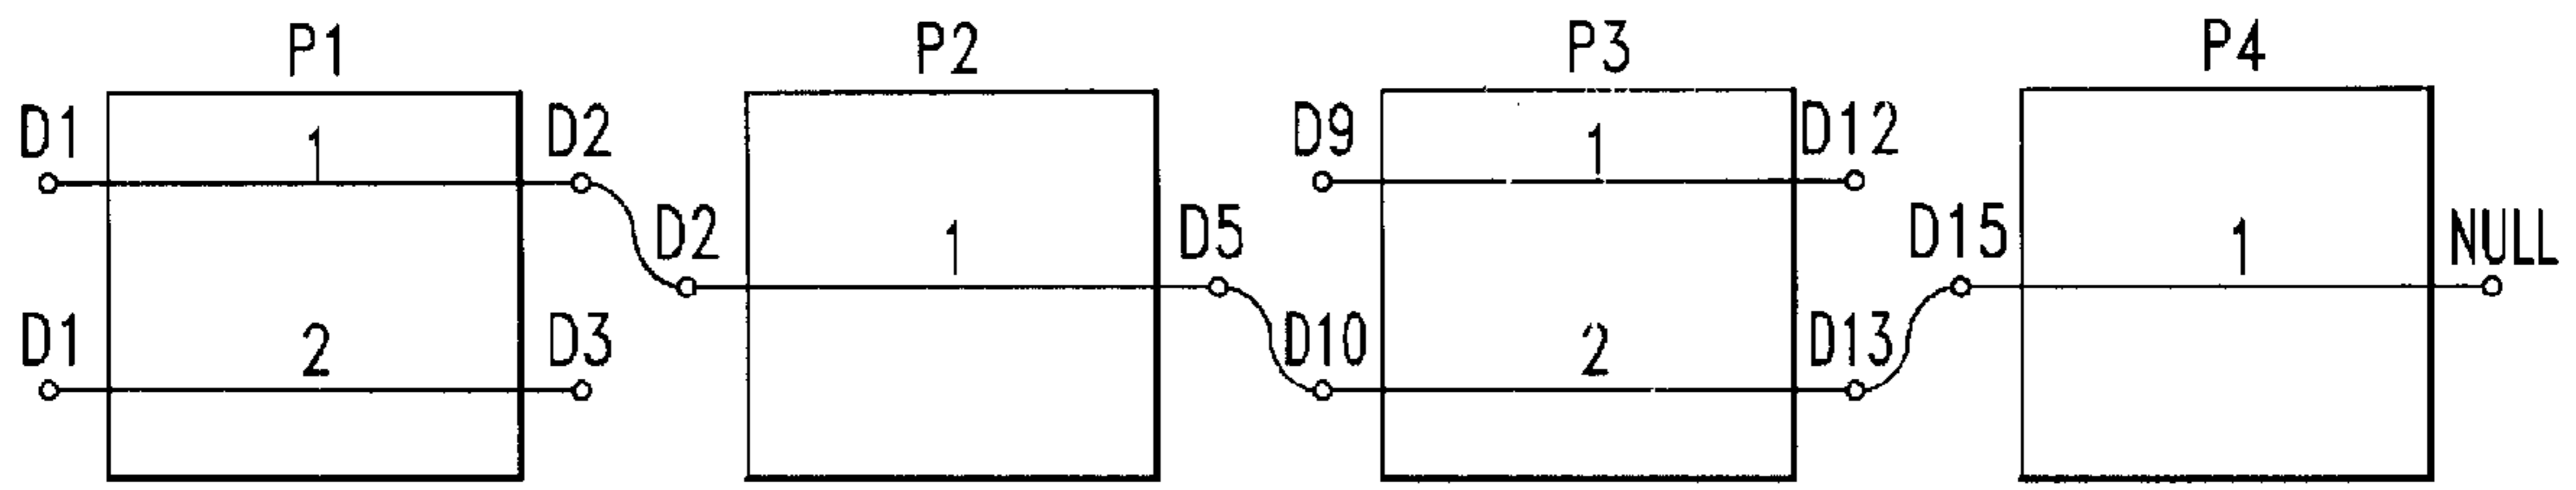 P1 P2 P3 P4
D1 1 D2 D9 1 D12
D2 1 D5 D15 1 NULL
D1 2 D3 D10 2 D13